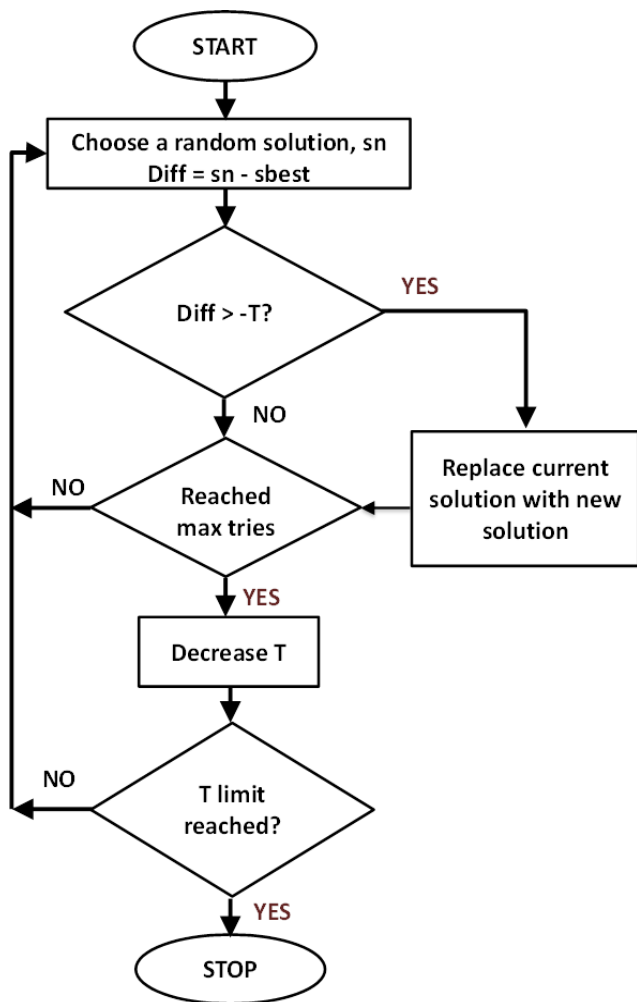 START
Choose a random solution, sn
Diff = sn - sbest
YES
Diff > -T?
NO
Replace current
solution with new
solution
NO
Reached
max tries
YES
Decrease T
NO
T limit
reached?
YES
STOP